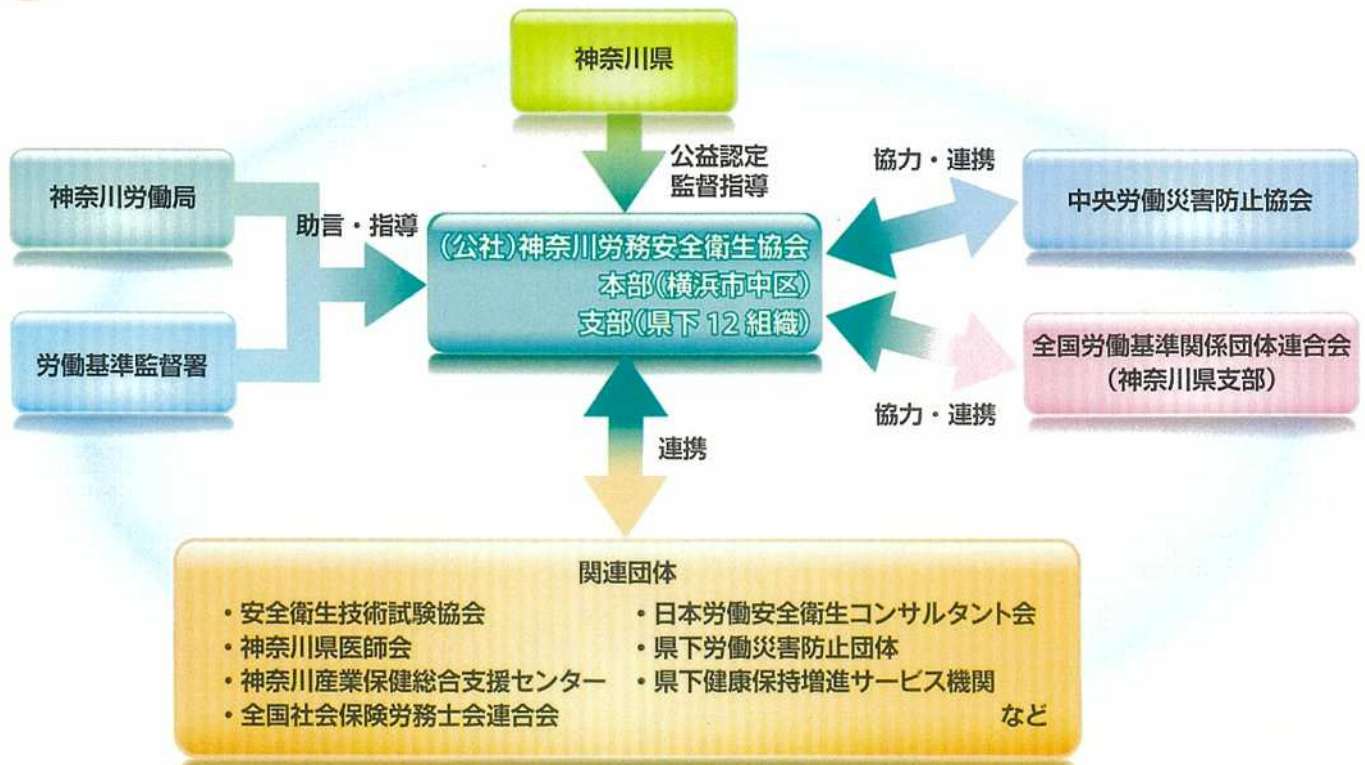 神奈川県
公益認定
監督指導
神奈川労働局
助言・指導
労働基準監督署
(公社)神奈川労務安全衛生協会
本部(横浜市中区)
支部(県下12組織)
協力・連携
中央労働災害防止協会
全国労働基準関係団体連合会
(神奈川県支部)
協力・連携
連携
関連団体
・安全衛生技術試験協会
・神奈川県医師会
・神奈川産業保健総合支援センター
・全国社会保険労務士会連合会
・日本労働安全衛生コンサルタント会
・県下労働災害防止団体
・県下健康保持増進サービス機関
など